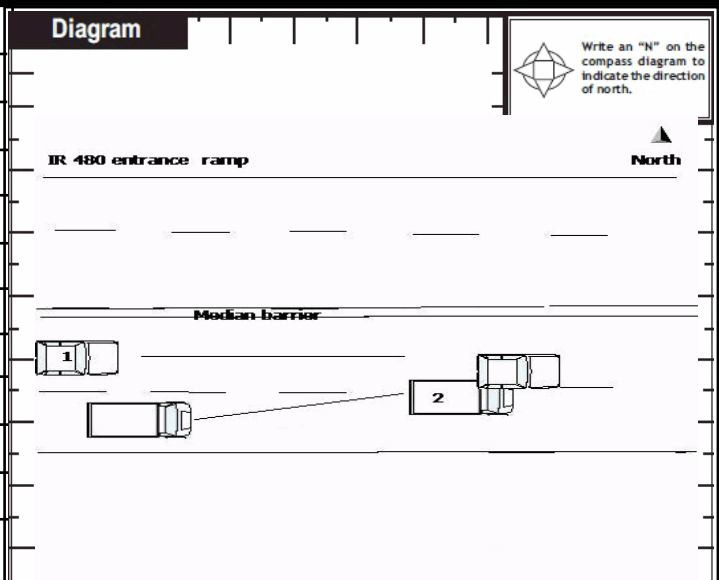 Diagram
Write an “N” on the
compass diagram to
indicate the direction
of north.
IR 480 entrance ramp
North
Median barrier
1
2